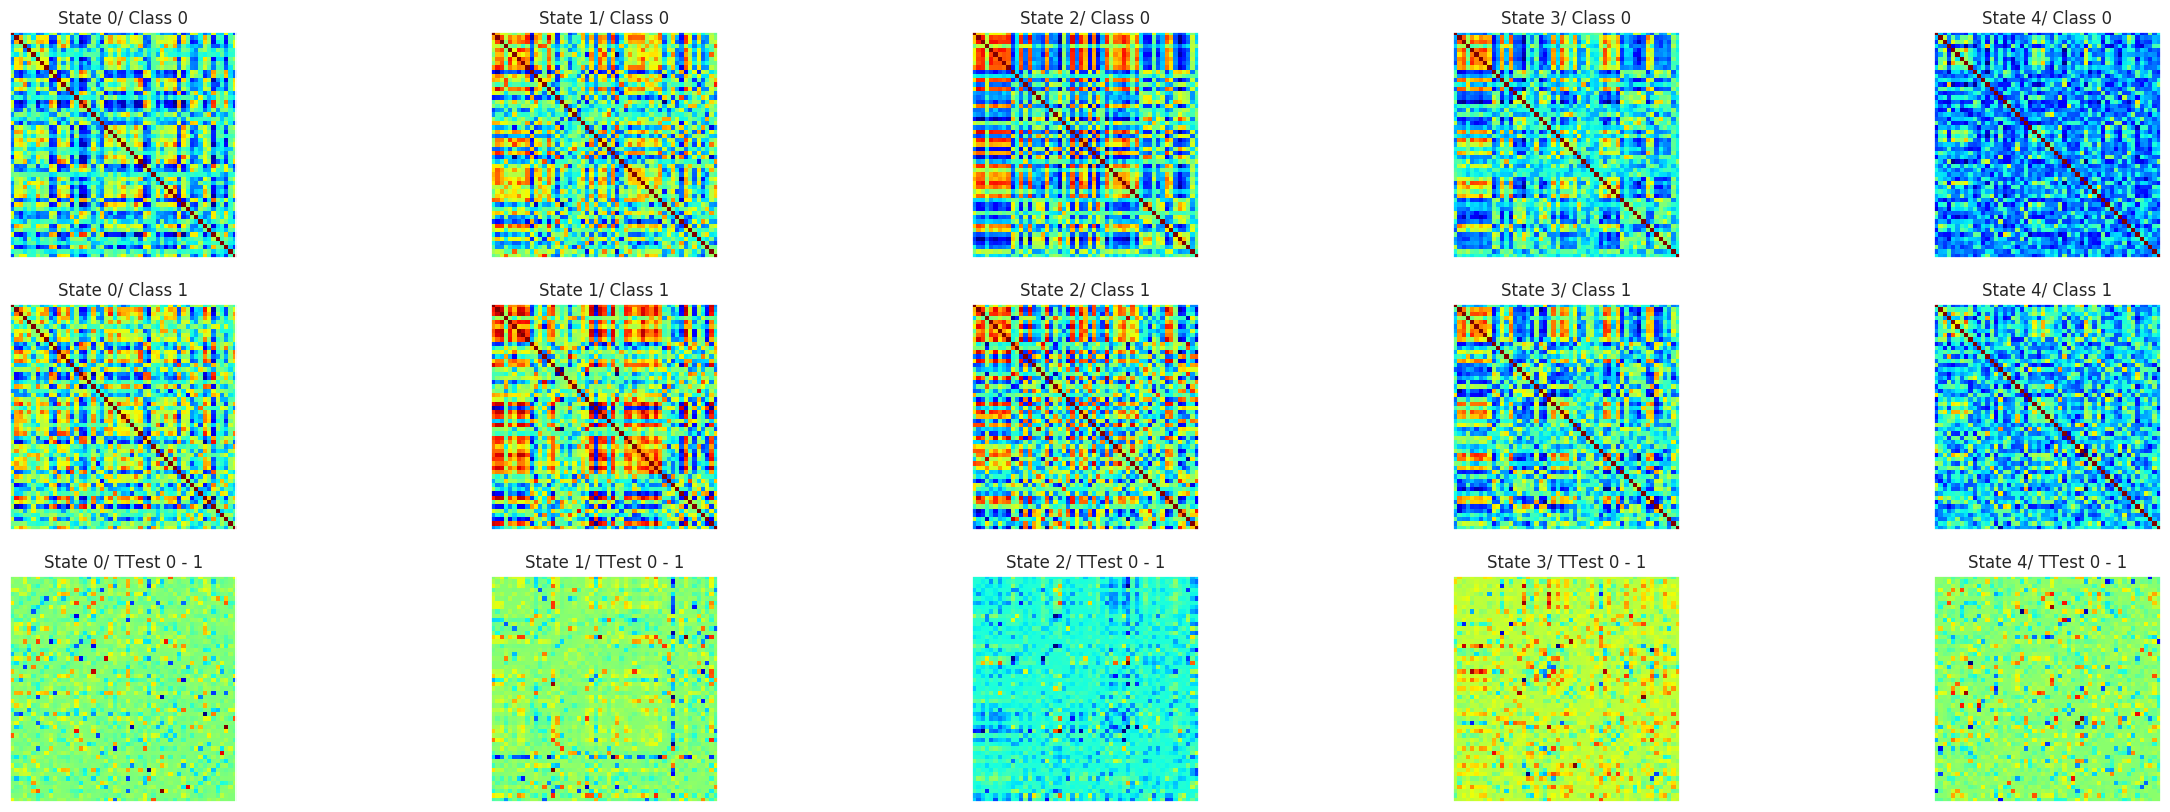 State 0/ Class 0
State 1/ Class 0
State 2/ Class 0
State 3/ Class 0
State 4/ Class 0
State 0/ Class 1
State 1/ Class 1
State 2/ Class 1
State 3/ Class 1
State 4/ Class 1
State 0/ TTest 0 - 1
State 1/ TTest 0 - 1
State 2/ TTest 0 - 1
State 3/ TTest 0 - 1
State 4/ TTest 0 - 1